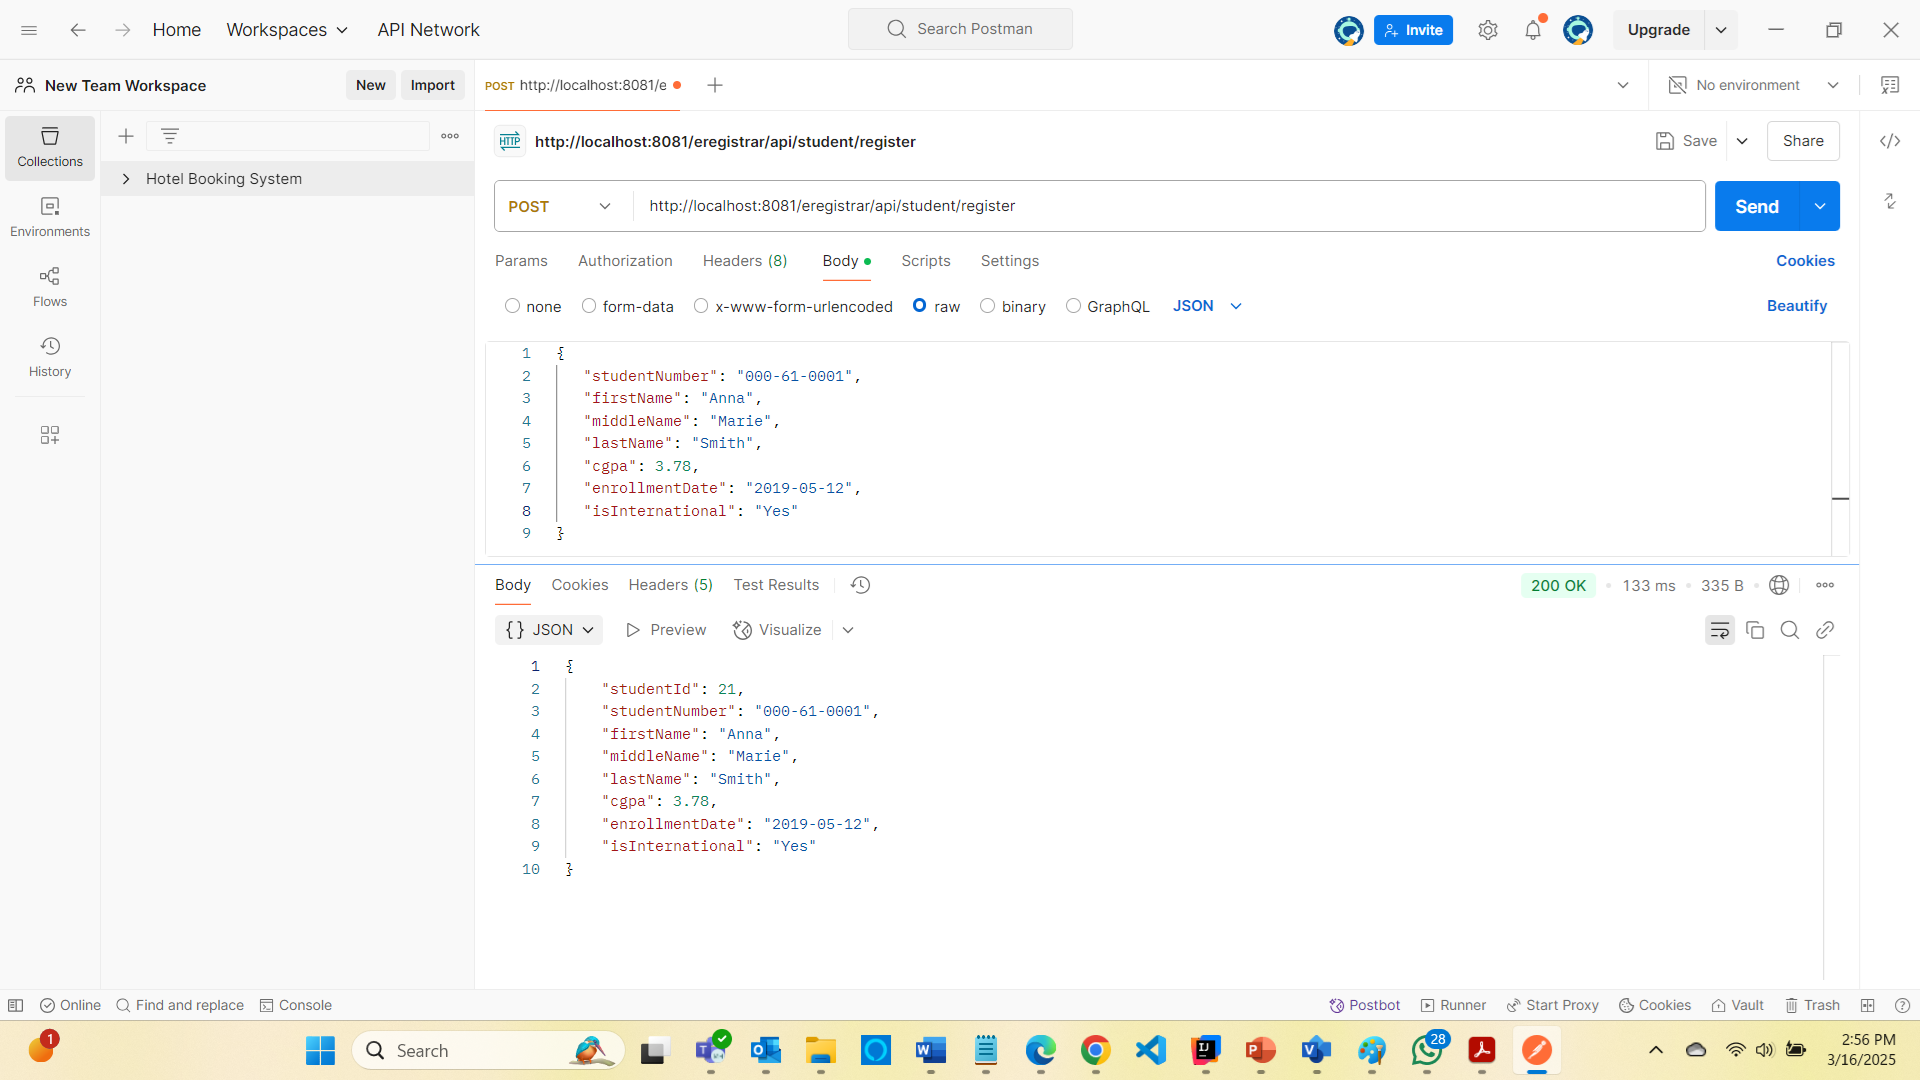 Home Workspaces API Network Search Postman Invite Upgrade
New Team Workspace New Import POST http://localhost:8081/e No environment
HTTP http://localhost:8081/eregistrar/api/student/register Save Share
Collections
Hotel Booking System
Environments
Flows
History
POST http://localhost:8081/eregistrar/api/student/register Send
Params Authorization Headers (8) Body Scripts Settings Cookies
none form-data x-www-form-urlencoded raw binary GraphQL JSON Beautify
1 {
2 "studentNumber": "000-61-0001",
3 "firstName": "Anna",
4 "middleName": "Marie",
5 "lastName": "Smith",
6 "cgpa": 3.78,
7 "enrollmentDate": "2019-05-12",
8 "isInternational": "Yes"
9 }
Body Cookies Headers (5) Test Results 200 OK 133 ms 335 B
{} JSON Preview Visualize
1 {
2 "studentId": 21,
3 "studentNumber": "000-61-0001",
4 "firstName": "Anna",
5 "middleName": "Marie",
6 "lastName": "Smith",
7 "cgpa": 3.78,
8 "enrollmentDate": "2019-05-12",
9 "isInternational": "Yes"
10 }
Online Find and replace Console Postbot Runner Start Proxy Cookies Vault Trash
1 Search 28 2:56 PM
3/16/2025